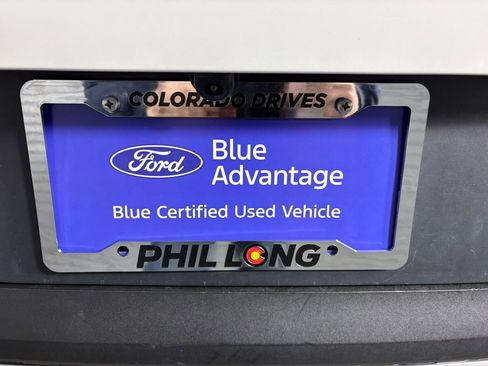 COLORADO DRIVES
Ford
Blue
Advantage
Blue Certified Used Vehicle
PHIL LONG